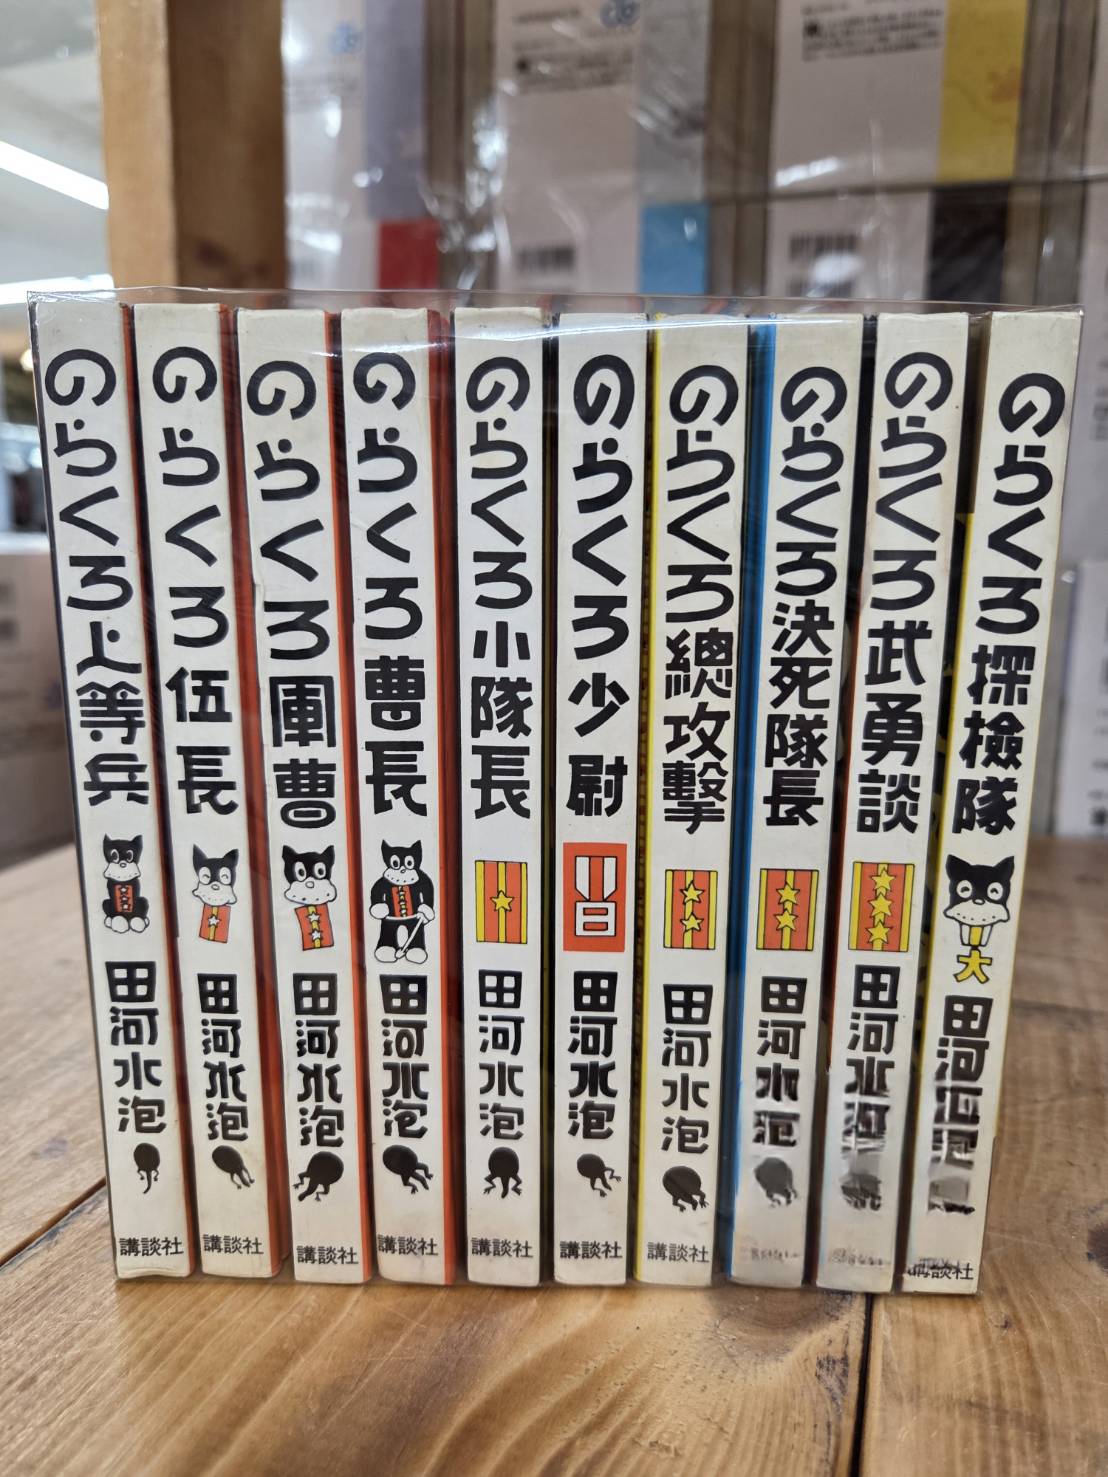 のらくろ上等兵
田河水泡
講談社
のらくろ伍長
田河水泡
講談社
のらくろ軍曹
田河水泡
講談社
のらくろ曹長
田河水泡
講談社
のらくろ小隊長
田河水泡
講談社
のらくろ少尉
日
田河水泡
講談社
のらくろ總攻擊
田河水泡
講談社
のらくろ決死隊長
田河水泡
のらくろ武勇談
田河水
のらくろ探檢隊
大
田河水泡
講談社